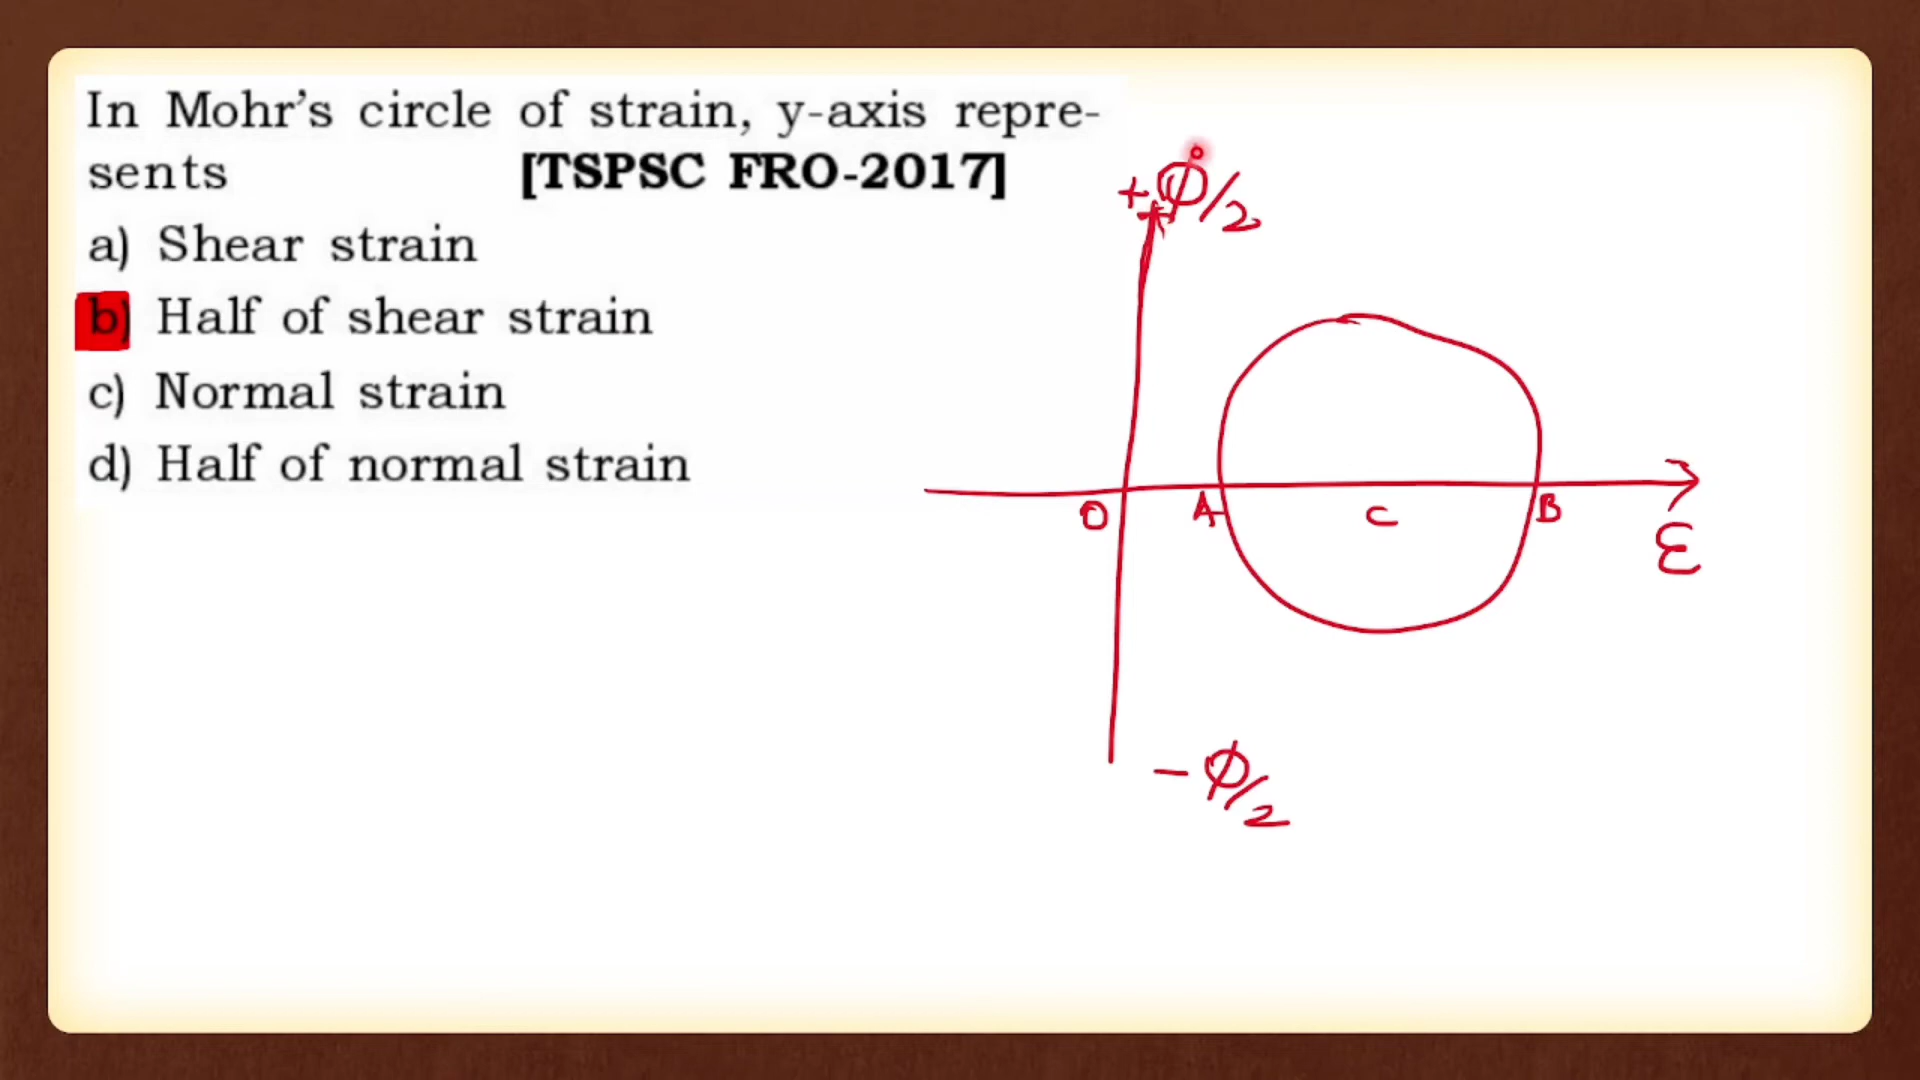 In Mohr's circle of strain, y-axis repre-
sents [TSPSC FRO-2017]
a) Shear strain
b) Half of shear strain
c) Normal strain
d) Half of normal strain
+ϕ/2
O A C B
ε
-ϕ/2